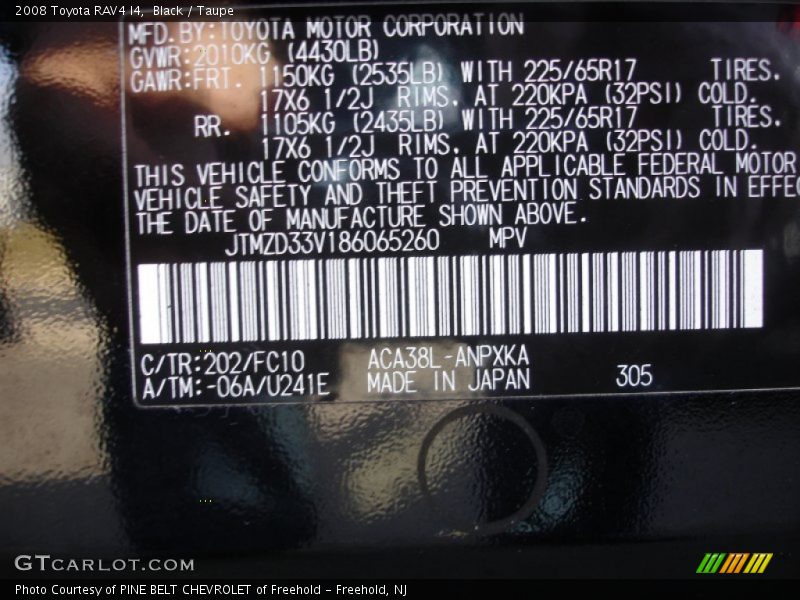 2008 Toyota RAV4 I4, Black / Taupe
MFD.BY:TOYOTA MOTOR CORPORATION
GVWR:2010KG (4430LB)
GAWR:FRT. 1150KG (2535LB) WITH 225/65R17 TIRES.
17X6 1/2J RIMS. AT 220KPA (32PSI) COLD.
RR. 1105KG (2435LB) WITH 225/65R17 TIRES.
17X6 1/2J RIMS. AT 220KPA (32PSI) COLD.
THIS VEHICLE CONFORMS TO ALL APPLICABLE FEDERAL MOTOR
VEHICLE SAFETY AND THEFT PREVENTION STANDARDS IN EFFEC
THE DATE OF MANUFACTURE SHOWN ABOVE.
JTMZD33V186065260 MPV
C/TR:202/FC10 ACA38L-ANPXKA
A/TM:-06A/U241E MADE IN JAPAN 305
GTCARLOT.COM
Photo Courtesy of PINE BELT CHEVROLET of Freehold - Freehold, NJ